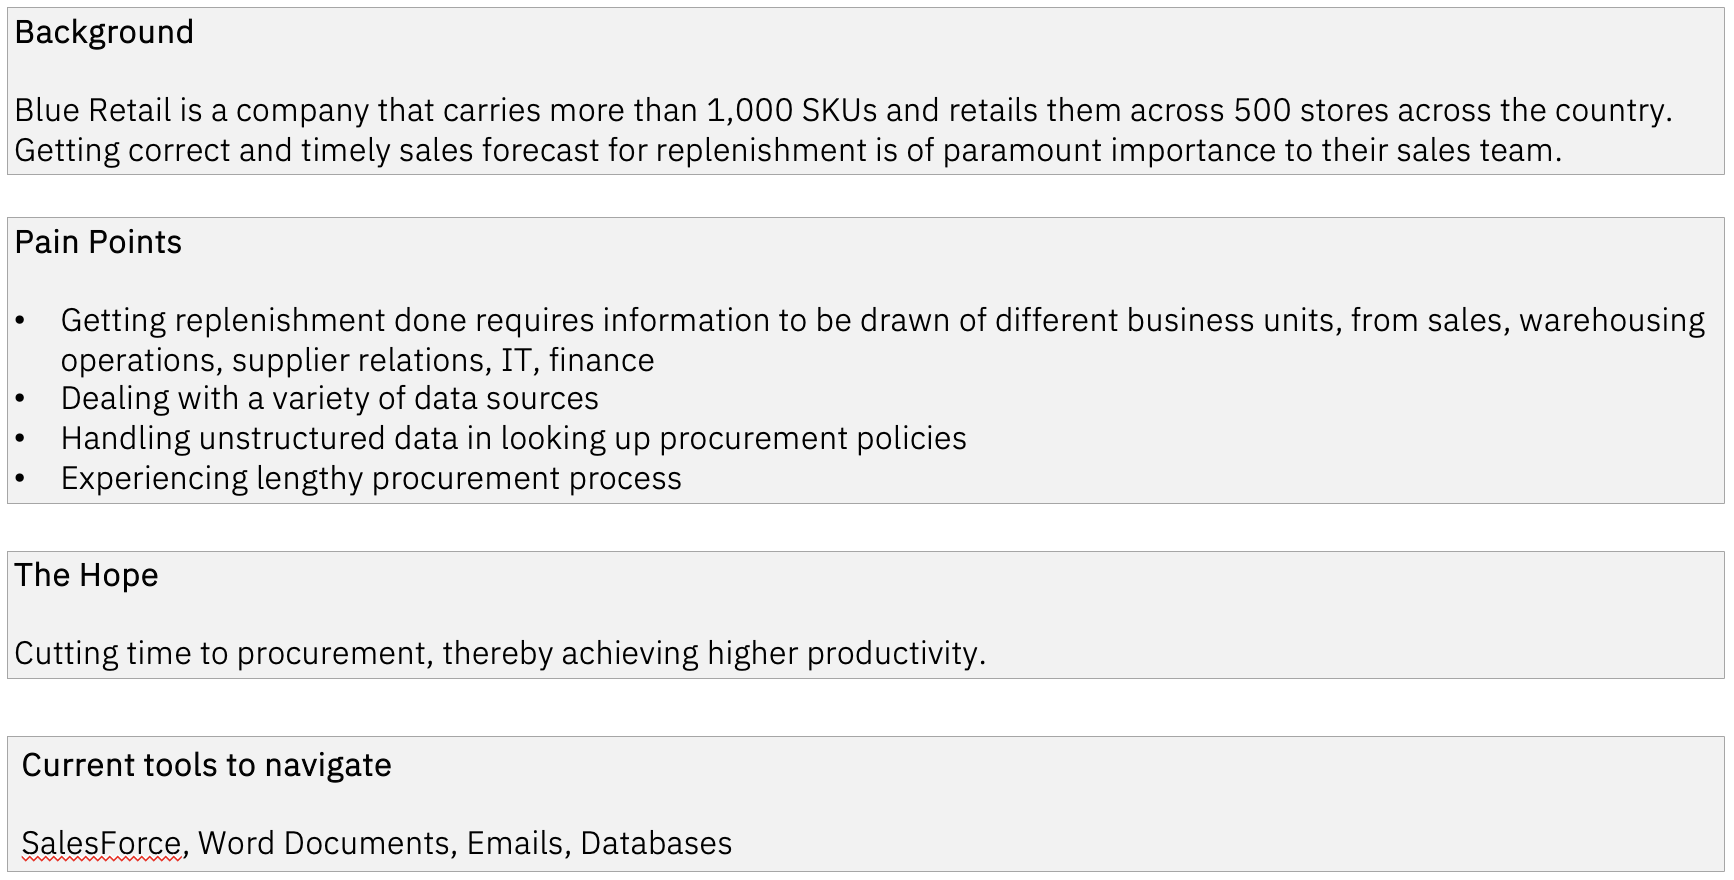 Background
Blue Retail is a company that carries more than 1,000 SKUs and retails them across 500 stores across the country.
Getting correct and timely sales forecast for replenishment is of paramount importance to their sales team.
Pain Points
• Getting replenishment done requires information to be drawn of different business units, from sales, warehousing
operations, supplier relations, IT, finance
• Dealing with a variety of data sources
• Handling unstructured data in looking up procurement policies
• Experiencing lengthy procurement process
The Hope
Cutting time to procurement, thereby achieving higher productivity.
Current tools to navigate
SalesForce, Word Documents, Emails, Databases